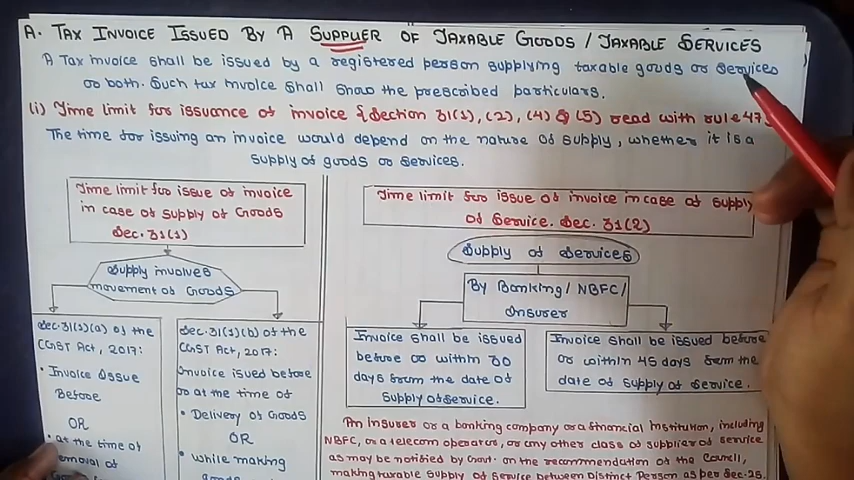 A. TAX INVOICE ISSUED BY A SUPPLIER OF TAXABLE GOODS / TAXABLE SERVICES
A Tax invoice shall be issued by a registered person supplying taxable goods or services
or both. Such tax invoice shall show the prescribed particulars.
(i) Time limit for issuance of invoice {Section 31(1), (2), (4) & (5) read with rule 47}
The time for issuing an invoice would depend on the nature of supply, whether it is a
supply of goods or services.
Time limit for issue of invoice
in case of supply of Goods
Sec. 31(1)
Supply involves
movement of Goods
Sec. 31(1)(a) of the
CGST Act, 2017:
• Invoice Issue
Before
OR
• at the time of
removal of
Sec. 31(1)(b) of the
CGST Act, 2017:
Invoice isued before
or at the time of
• Delivery of Goods
OR
• while making
Time limit for issue of invoice in case of supply
of Service. Sec. 31(2)
Supply of Services
By Banking / NBFC /
Insurer
Invoice shall be issued
before or within 30
days from the date of
supply of service.
Invoice shall be issued before
or within 45 days from the
date of supply of service.
An insurer or a banking company or a financial institution, including
NBFC, or a telecom operator, or any other class of supplier of service
as may be notified by Govt. on the recommendation of the Council,
making taxable supply of service between Distinct Person as per Sec-25